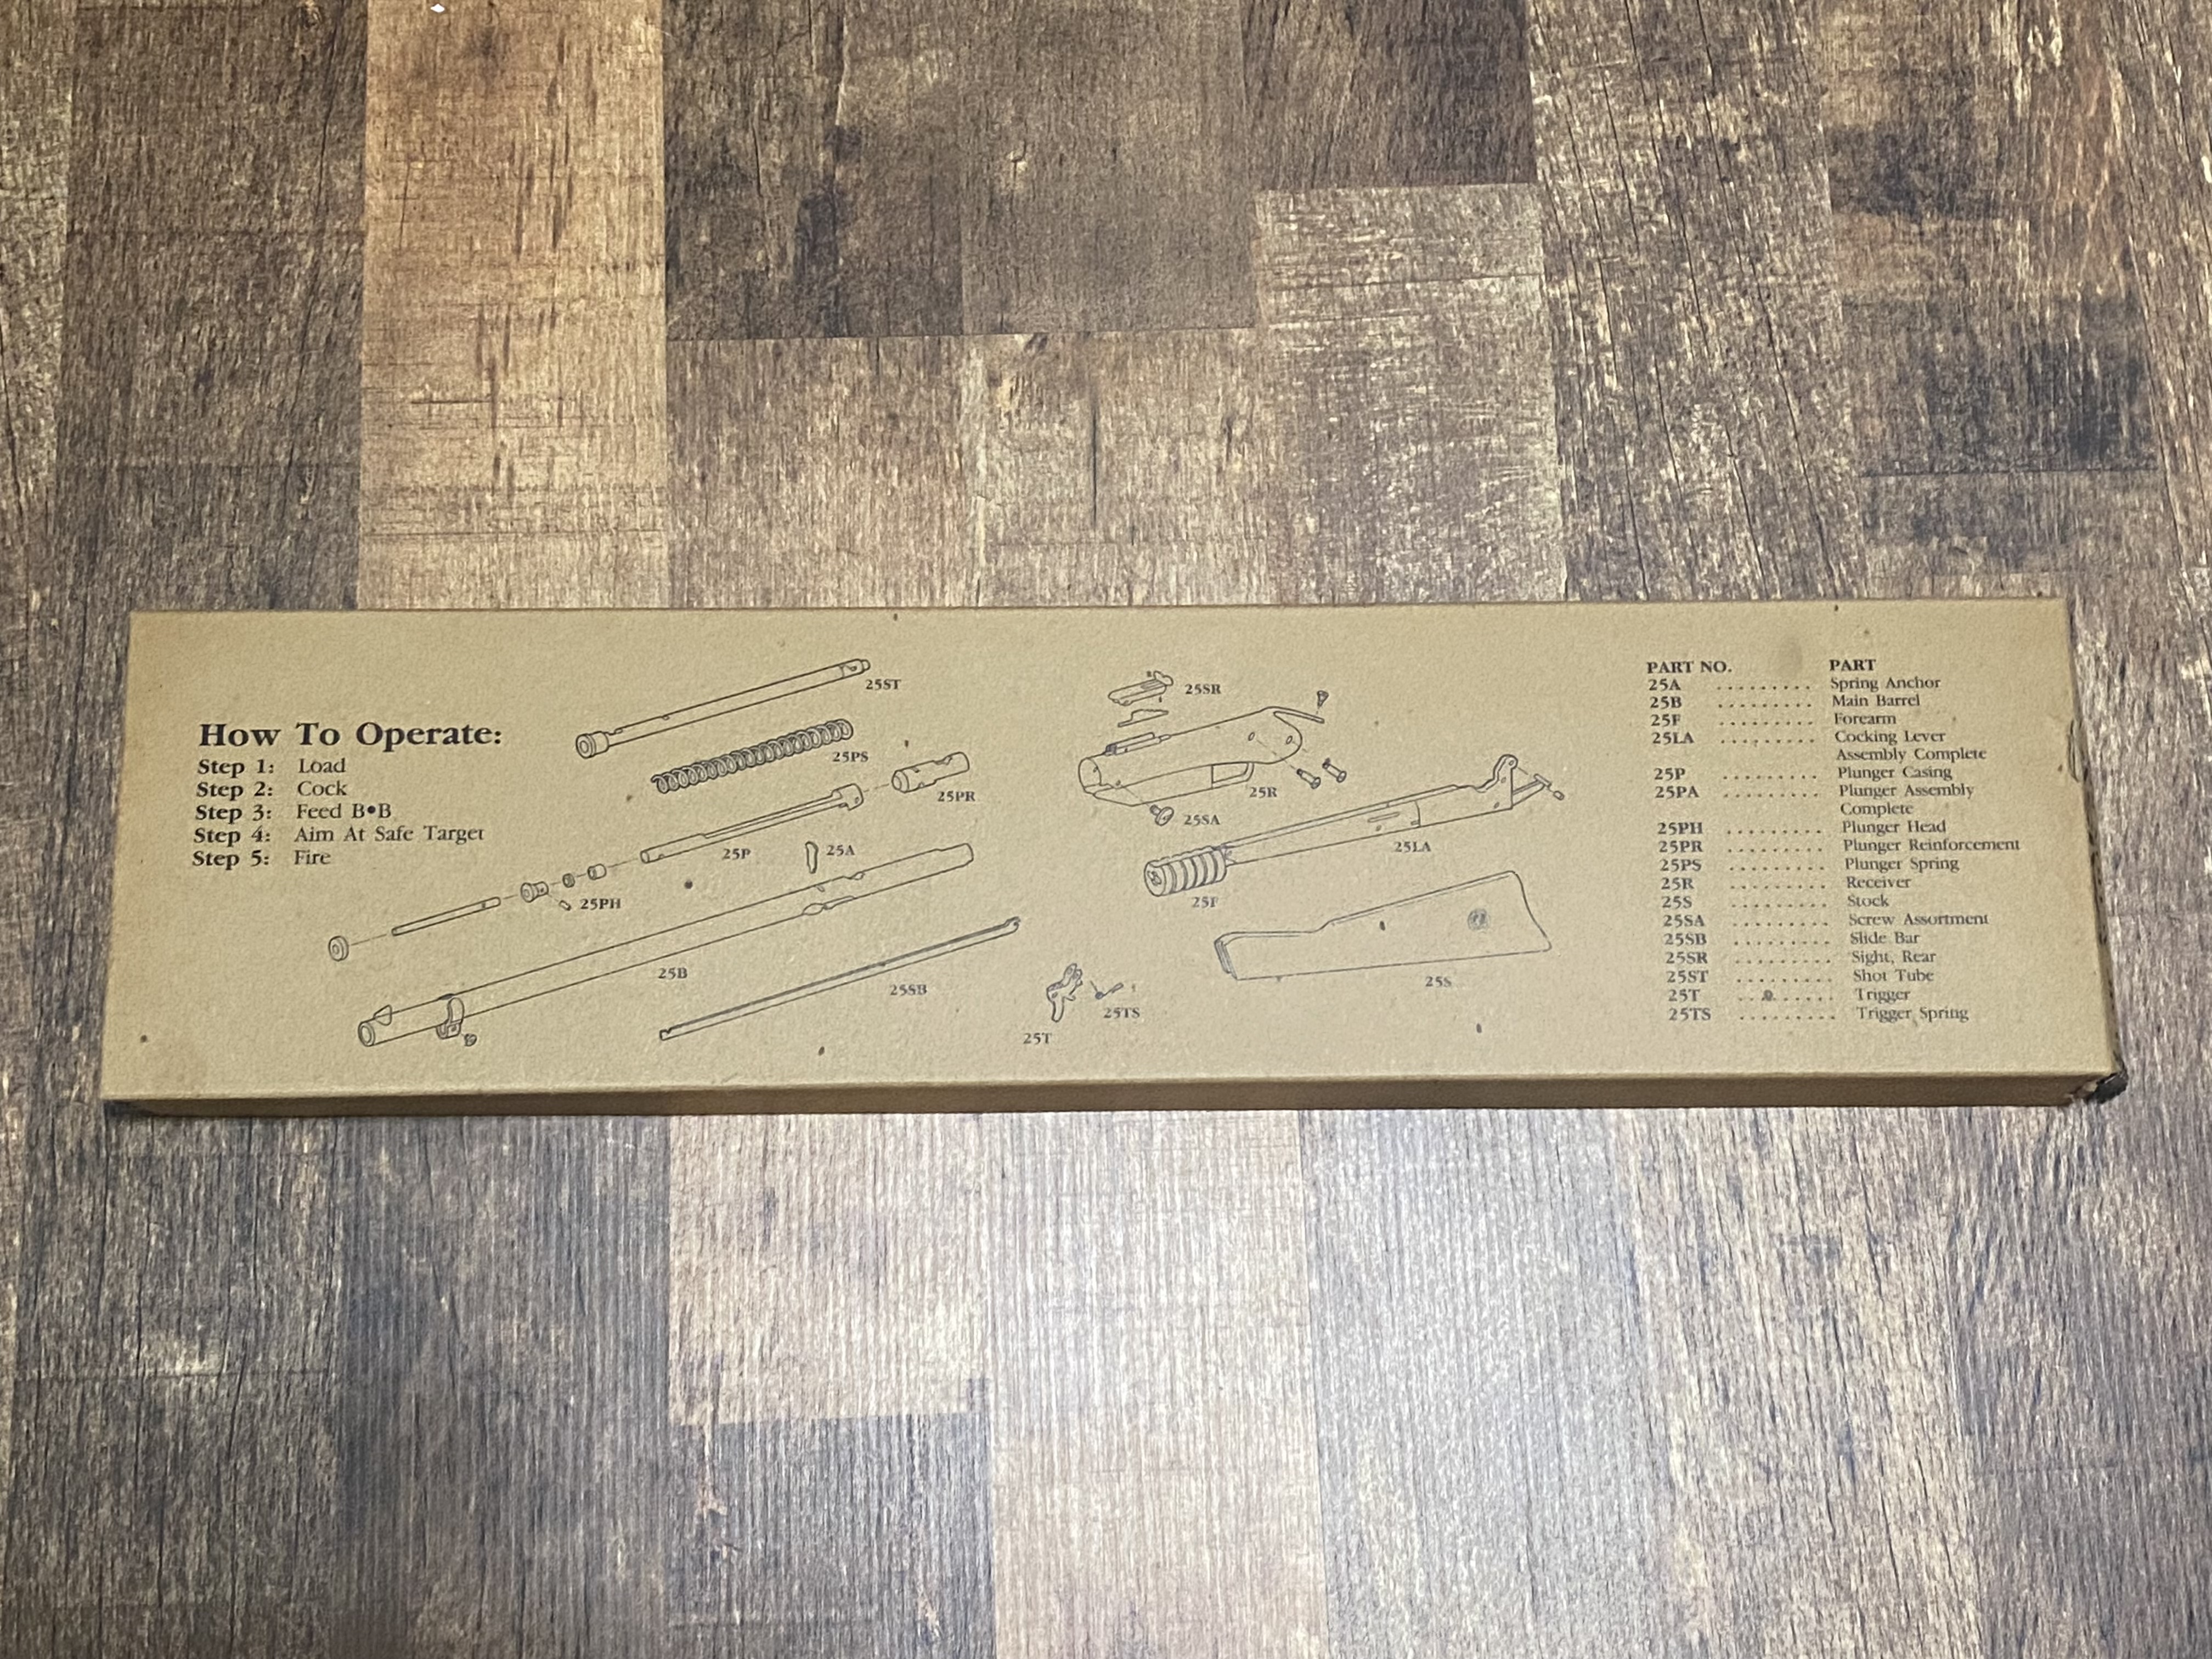 How To Operate:
Step 1: Load
Step 2: Cock
Step 3: Feed B•B
Step 4: Aim At Safe Target
Step 5: Fire
25ST
25PS
25PR
25P
25A
25PH
25B
25SB
25SR
25R
25SA
25LA
25F
25S
25T
25TS
PART NO. PART
25A ......... Spring Anchor
25B ......... Main Barrel
25F ......... Forearm
25LA ......... Cocking Lever
Assembly Complete
25P ......... Plunger Casing
25PA ......... Plunger Assembly
Complete
25PH ......... Plunger Head
25PR ......... Plunger Reinforcement
25PS ......... Plunger Spring
25R ......... Receiver
25S ......... Stock
25SA ......... Screw Assortment
25SB ......... Slide Bar
25SR ......... Sight, Rear
25ST ......... Shot Tube
25T ......... Trigger
25TS ......... Trigger Spring